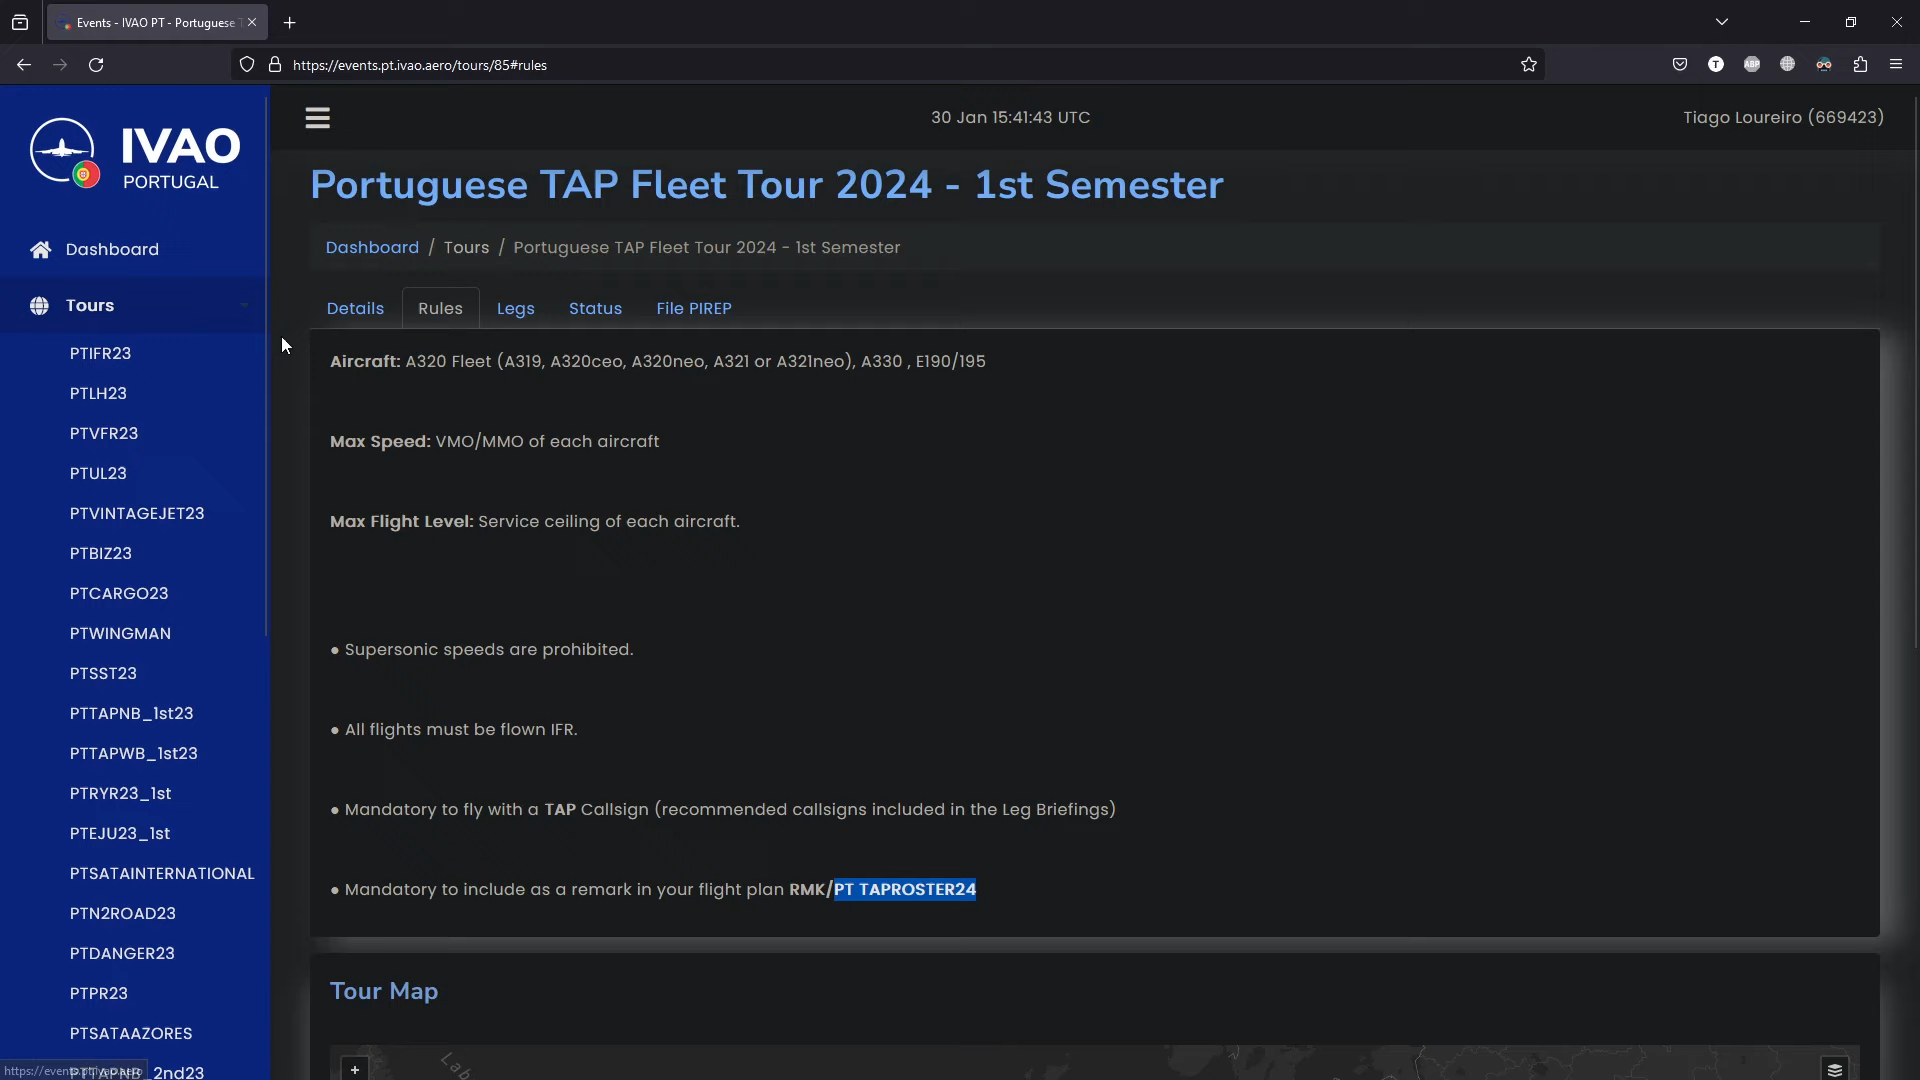 Events - IVAO PT - Portuguese
https://events.pt.ivao.aero/tours/85#rules
T
ABP
IVAO
PORTUGAL
30 Jan 15:41:43 UTC
Tiago Loureiro (669423)
Portuguese TAP Fleet Tour 2024 - 1st Semester
Dashboard / Tours / Portuguese TAP Fleet Tour 2024 - 1st Semester
Details Rules Legs Status File PIREP
Dashboard
Tours
PTIFR23
PTLH23
PTVFR23
PTUL23
PTVINTAGEJET23
PTBIZ23
PTCARGO23
PTWINGMAN
PTSST23
PTTAPNB_1st23
PTTAPWB_1st23
PTRYR23_1st
PTEJU23_1st
PTSATAINTERNATIONAL
PTN2ROAD23
PTDANGER23
PTPR23
PTSATAAZORES
Aircraft: A320 Fleet (A319, A320ceo, A320neo, A321 or A321neo), A330 , E190/195
Max Speed: VMO/MMO of each aircraft
Max Flight Level: Service ceiling of each aircraft.
● Supersonic speeds are prohibited.
● All flights must be flown IFR.
● Mandatory to fly with a TAP Callsign (recommended callsigns included in the Leg Briefings)
● Mandatory to include as a remark in your flight plan RMK/PT TAPROSTER24
Tour Map
+
Lab